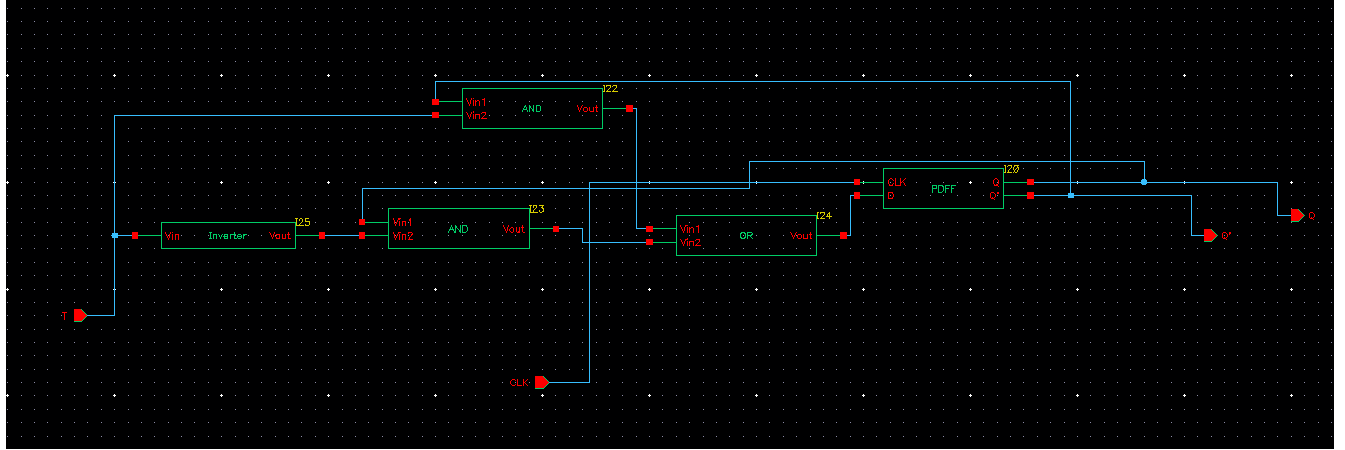 I22
Vin1 AND Vout
Vin2
I20
CLK Q
PDFF
D Q'
I23
Vin1
AND Vout
Vin2
I24
Vin1
OR Vout
Vin2
I25
Vin Inverter Vout
Q
Q'
T
CLK